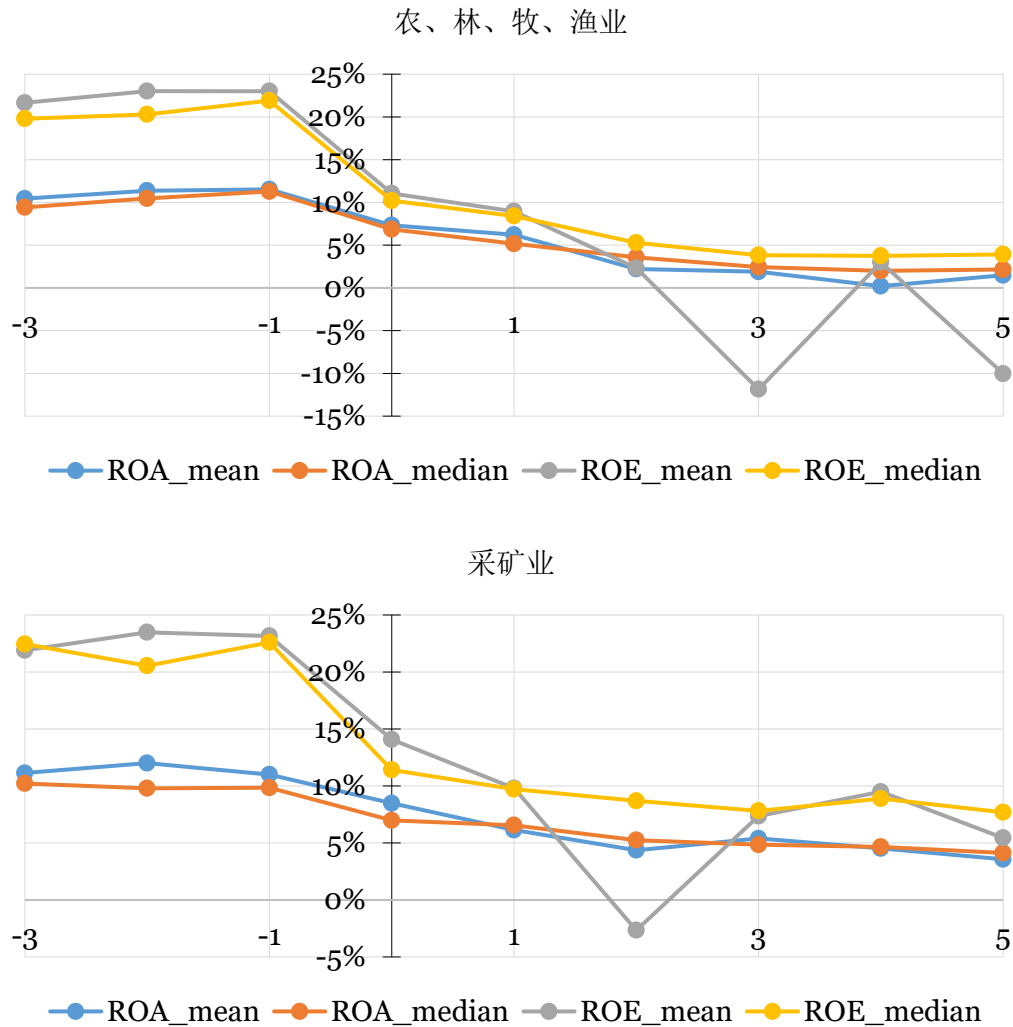 农、林、牧、渔业
25%
20%
15%
10%
5%
0%
-3 -1 1 3 5
-5%
-10%
-15%
ROA_mean ROA_median ROE_mean ROE_median
采矿业
25%
20%
15%
10%
5%
0%
-3 -1 1 3 5
-5%
ROA_mean ROA_median ROE_mean ROE_median